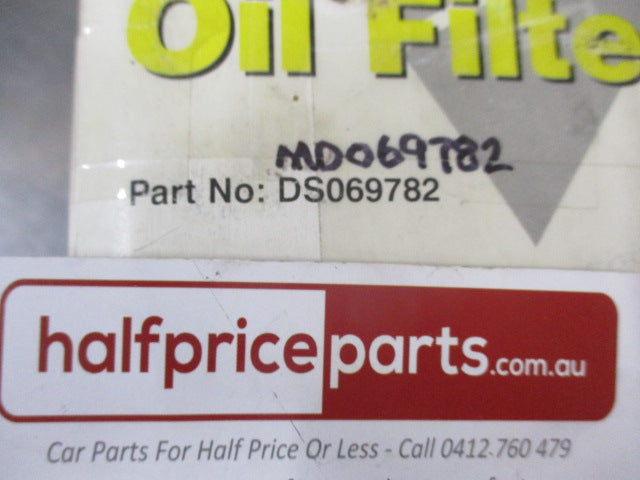 Oil Filte
MD069782
Part No: DS069782
halfpriceparts.com.au
Car Parts For Half Price Or Less - Call 0412 760 479